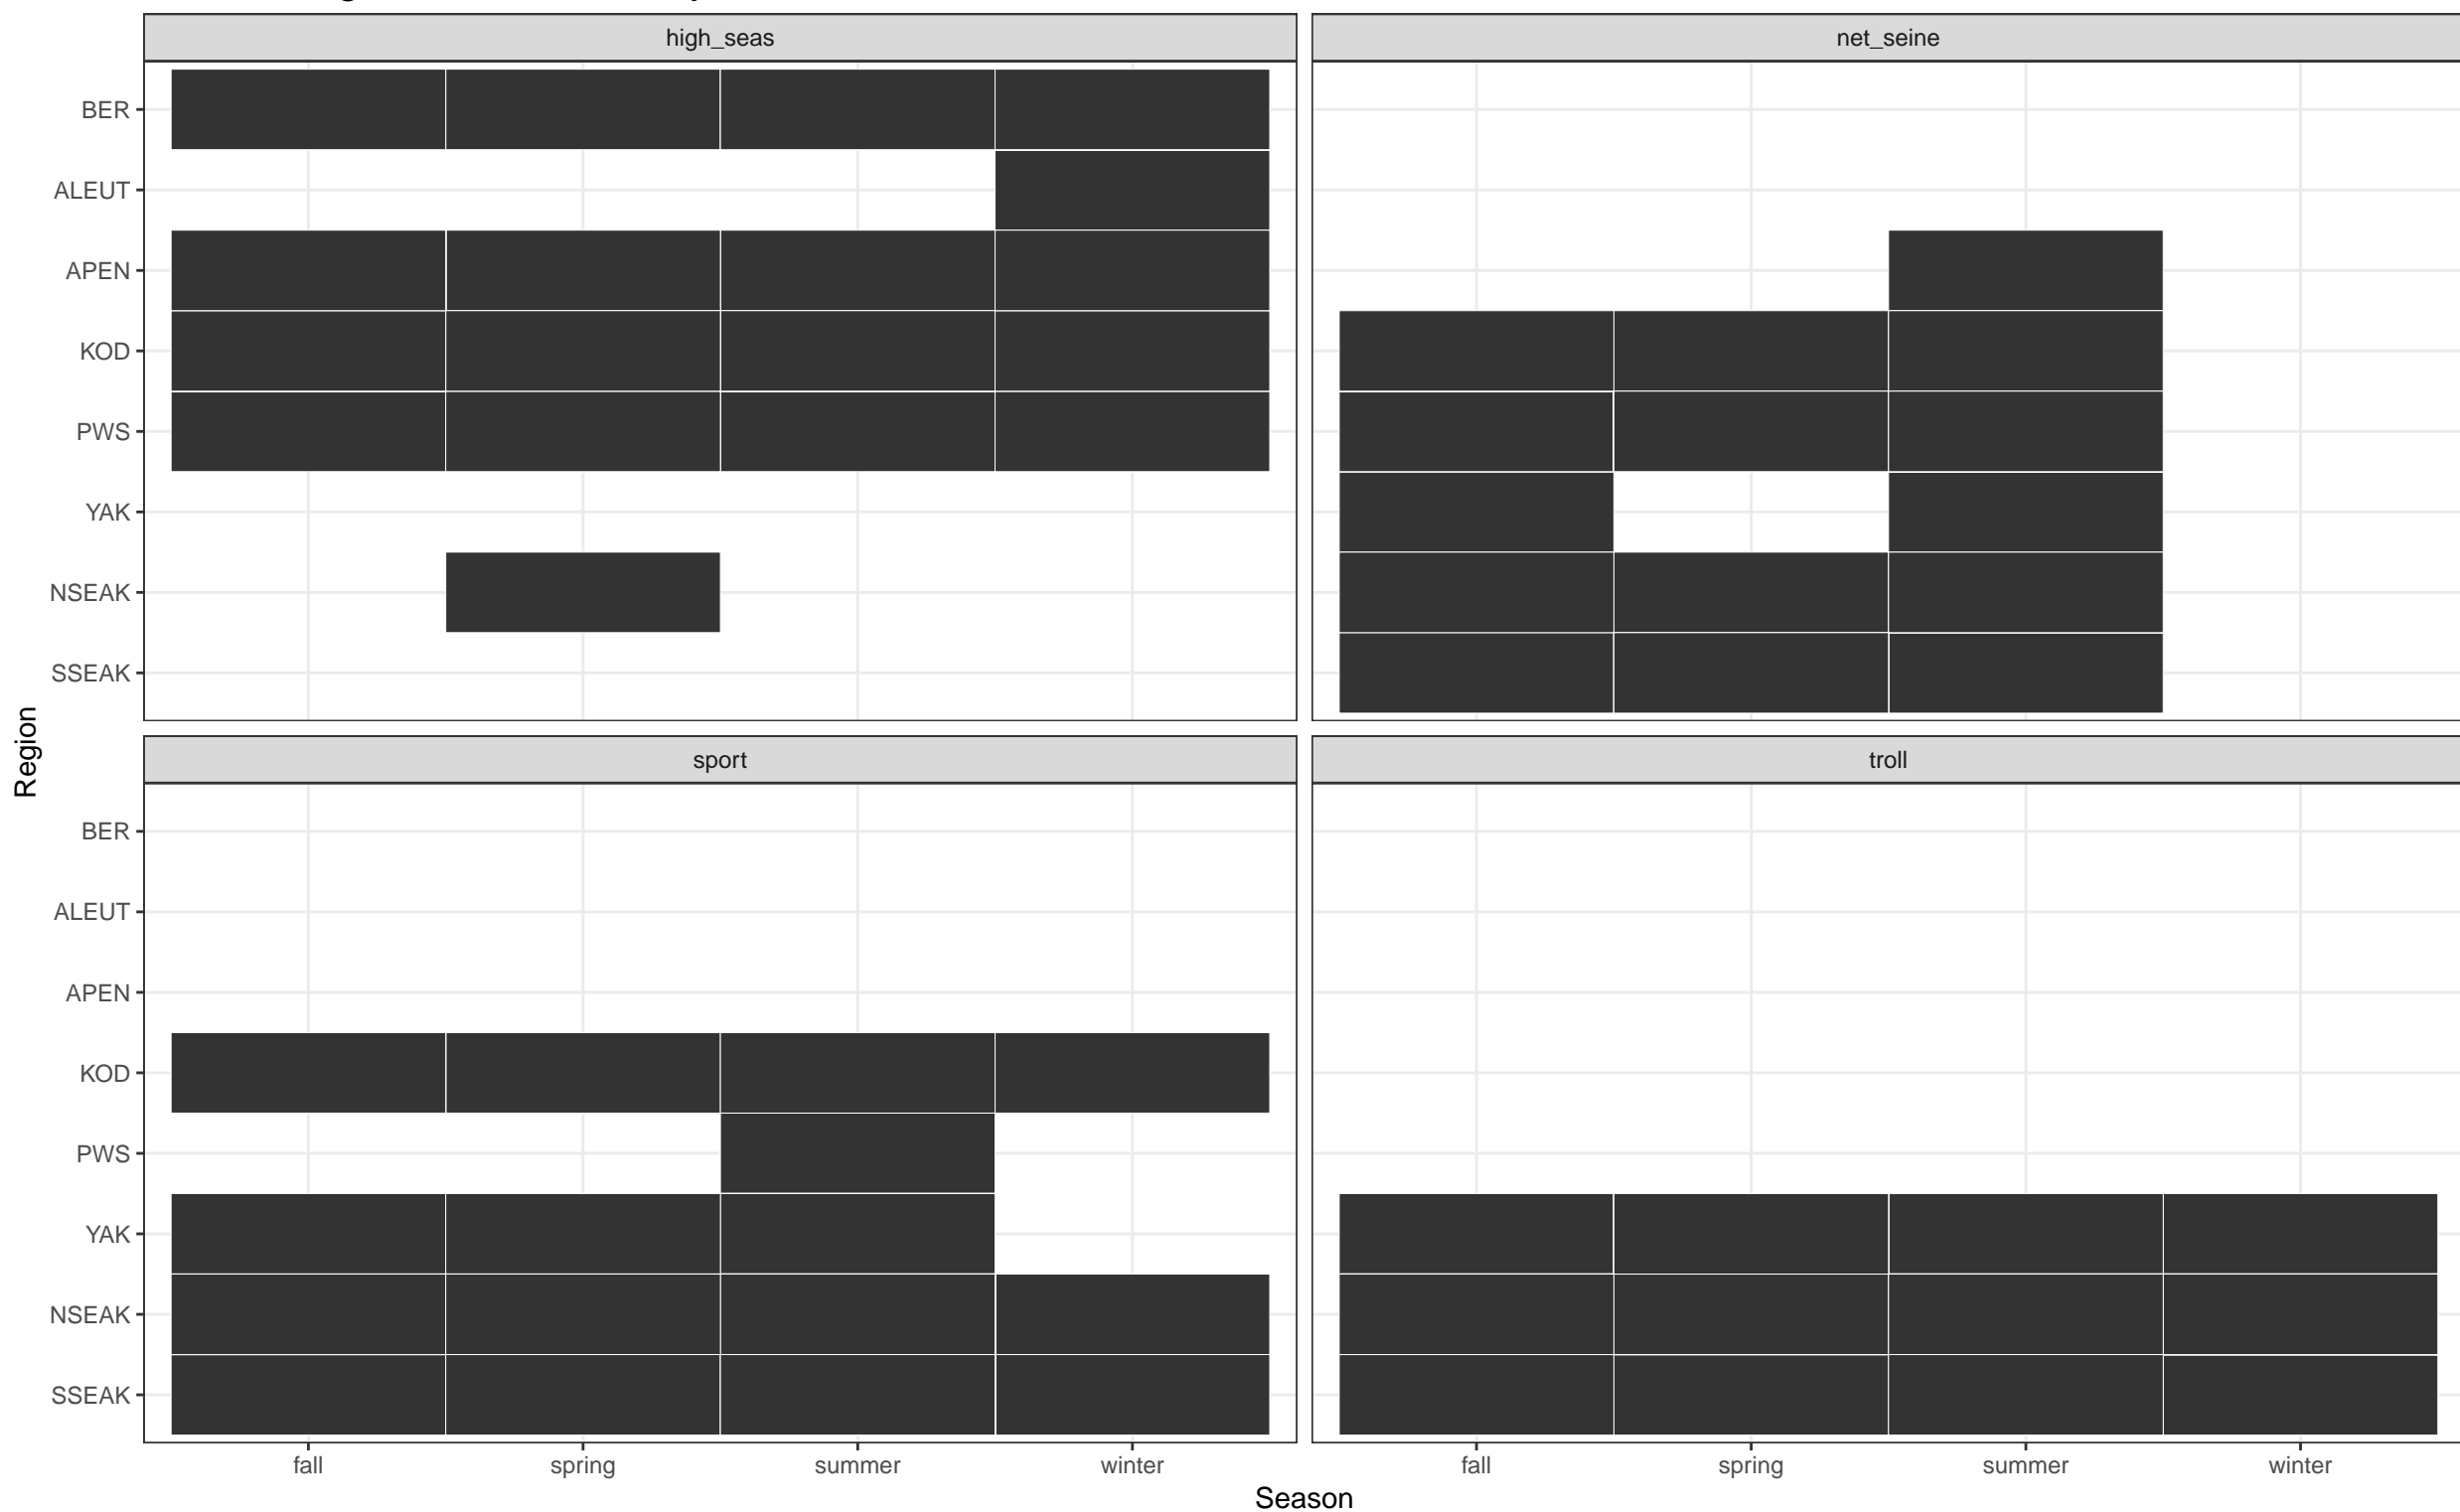 high_seas
net_seine
BER
ALEUT
APEN
KOD
PWS
YAK
NSEAK
SSEAK
Region
sport
troll
BER
ALEUT
APEN
KOD
PWS
YAK
NSEAK
SSEAK
fall spring summer winter
fall spring summer winter
Season